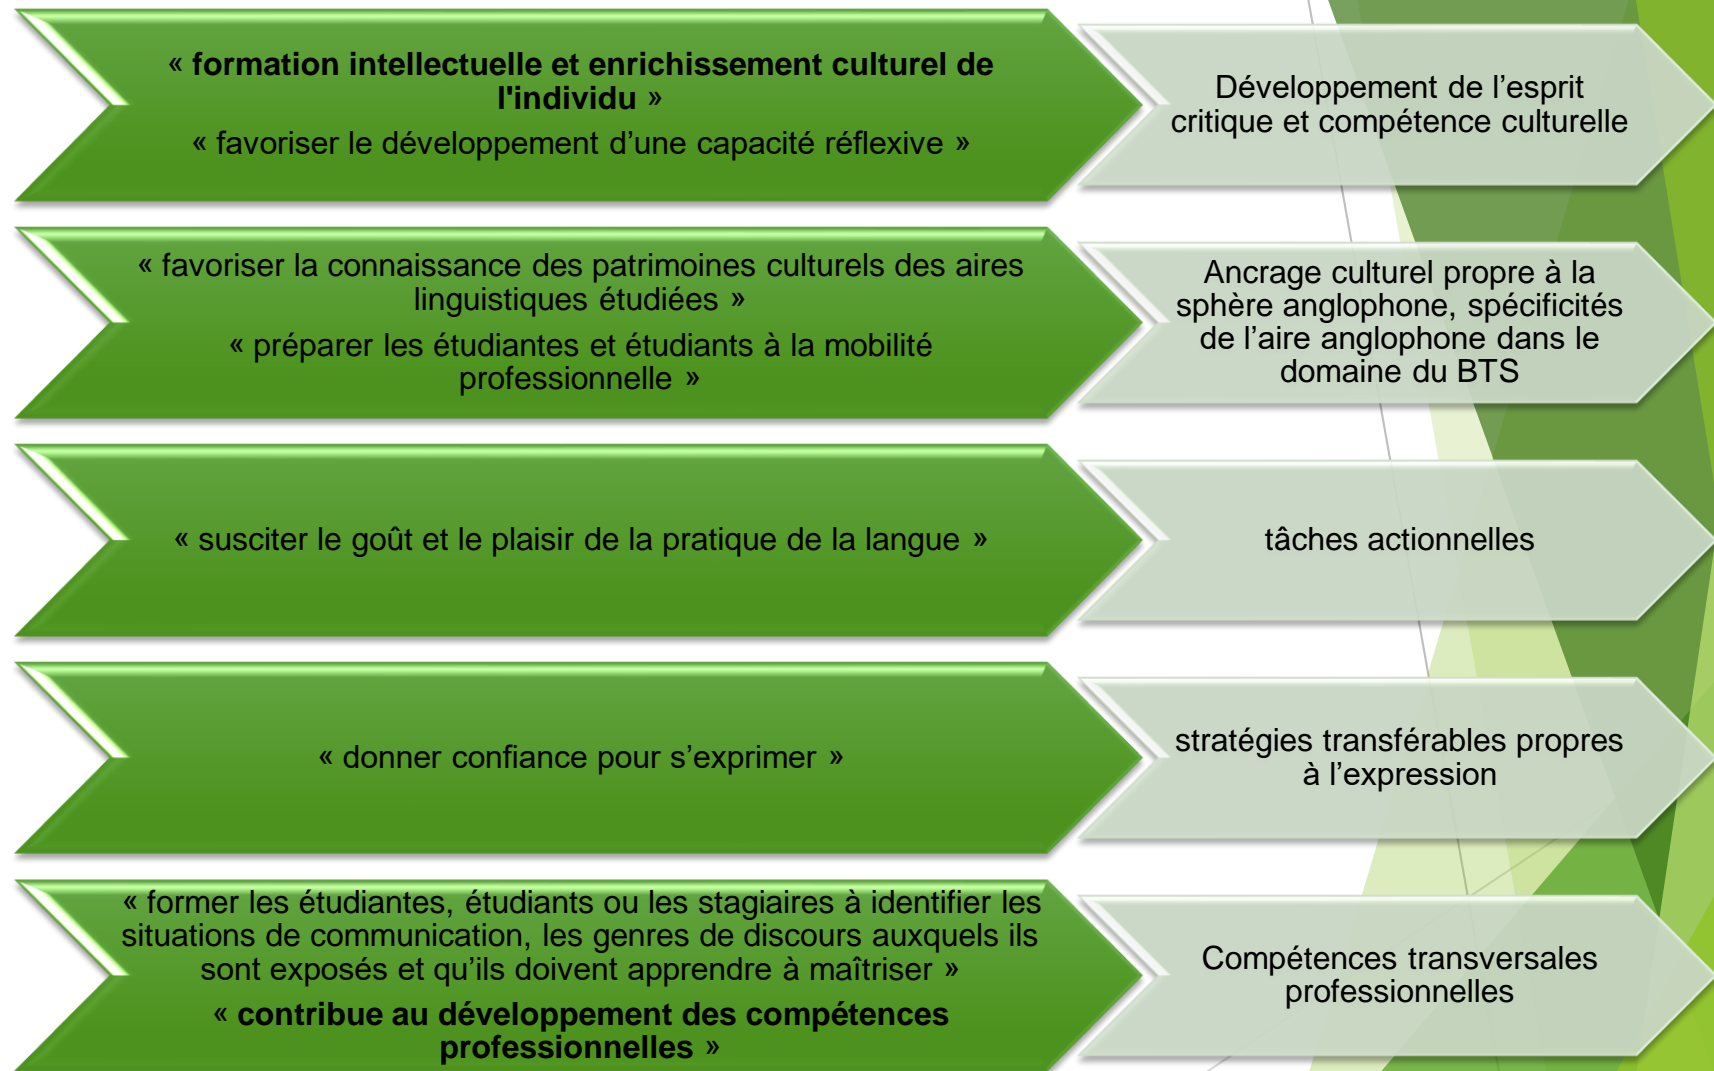 « formation intellectuelle et enrichissement culturel de
l'individu »
« favoriser le développement d’une capacité réflexive »
Développement de l’esprit
critique et compétence culturelle
« favoriser la connaissance des patrimoines culturels des aires
linguistiques étudiées »
« préparer les étudiantes et étudiants à la mobilité
professionnelle »
Ancrage culturel propre à la
sphère anglophone, spécificités
de l’aire anglophone dans le
domaine du BTS
« susciter le goût et le plaisir de la pratique de la langue »
tâches actionnelles
« donner confiance pour s’exprimer »
stratégies transférables propres
à l’expression
« former les étudiantes, étudiants ou les stagiaires à identifier les
situations de communication, les genres de discours auxquels ils
sont exposés et qu’ils doivent apprendre à maîtriser »
« contribue au développement des compétences
professionnelles »
Compétences transversales
professionnelles